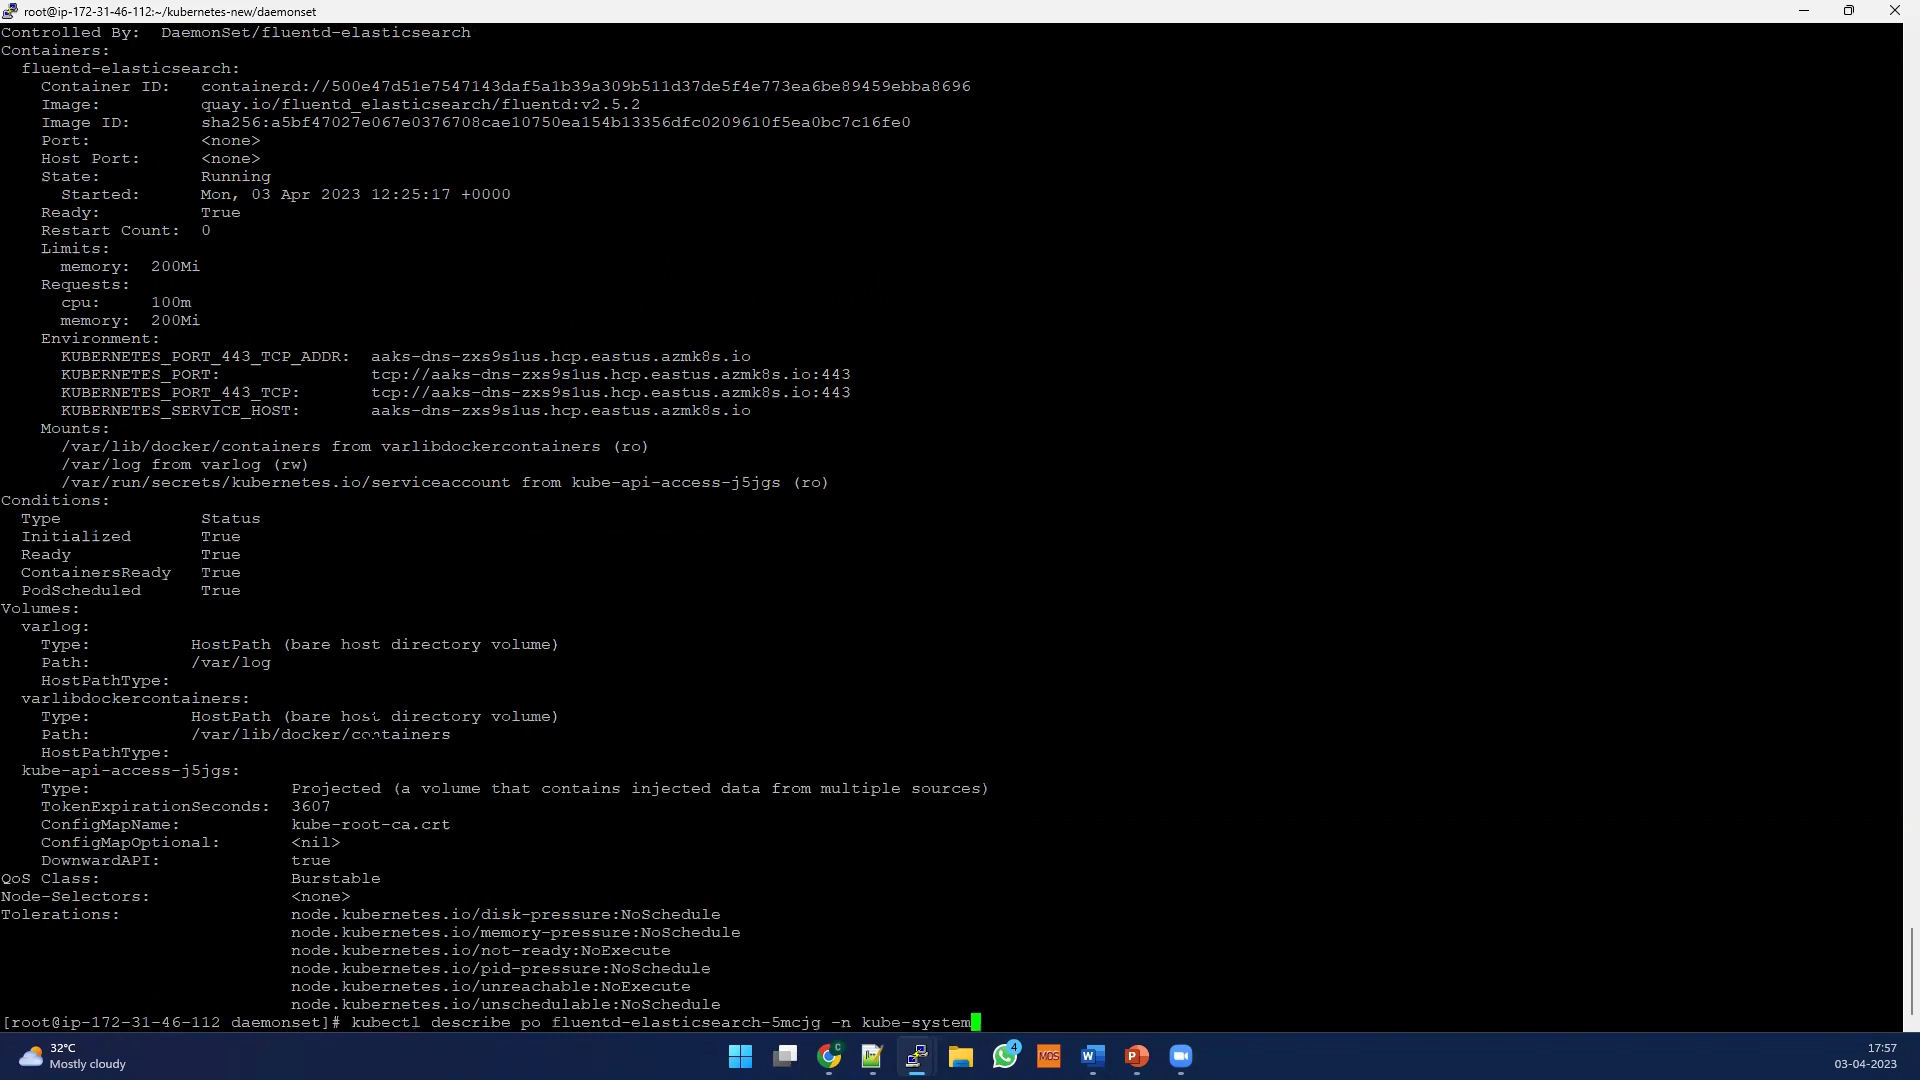 root@ip-172-31-46-112:~/kubernetes-new/daemonset
Controlled By:  DaemonSet/fluentd-elasticsearch
Containers:
  fluentd-elasticsearch:
    Container ID:   containerd://500e47d51e7547143daf5a1b39a309b511d37de5f4e773ea6be89459ebba8696
    Image:          quay.io/fluentd_elasticsearch/fluentd:v2.5.2
    Image ID:       sha256:a5bf47027e067e0376708cae10750ea154b13356dfc0209610f5ea0bc7c16fe0
    Port:           <none>
    Host Port:      <none>
    State:          Running
      Started:      Mon, 03 Apr 2023 12:25:17 +0000
    Ready:          True
    Restart Count:  0
    Limits:
      memory:  200Mi
    Requests:
      cpu:     100m
      memory:  200Mi
    Environment:
      KUBERNETES_PORT_443_TCP_ADDR:  aaks-dns-zxs9s1us.hcp.eastus.azmk8s.io
      KUBERNETES_PORT:               tcp://aaks-dns-zxs9s1us.hcp.eastus.azmk8s.io:443
      KUBERNETES_PORT_443_TCP:       tcp://aaks-dns-zxs9s1us.hcp.eastus.azmk8s.io:443
      KUBERNETES_SERVICE_HOST:       aaks-dns-zxs9s1us.hcp.eastus.azmk8s.io
    Mounts:
      /var/lib/docker/containers from varlibdockercontainers (ro)
      /var/log from varlog (rw)
      /var/run/secrets/kubernetes.io/serviceaccount from kube-api-access-j5jgs (ro)
Conditions:
  Type              Status
  Initialized       True
  Ready             True
  ContainersReady   True
  PodScheduled      True
Volumes:
  varlog:
    Type:          HostPath (bare host directory volume)
    Path:          /var/log
    HostPathType:
  varlibdockercontainers:
    Type:          HostPath (bare host directory volume)
    Path:          /var/lib/docker/containers
    HostPathType:
  kube-api-access-j5jgs:
    Type:                    Projected (a volume that contains injected data from multiple sources)
    TokenExpirationSeconds:  3607
    ConfigMapName:           kube-root-ca.crt
    ConfigMapOptional:       <nil>
    DownwardAPI:             true
QoS Class:                   Burstable
Node-Selectors:              <none>
Tolerations:                 node.kubernetes.io/disk-pressure:NoSchedule
                             node.kubernetes.io/memory-pressure:NoSchedule
                             node.kubernetes.io/not-ready:NoExecute
                             node.kubernetes.io/pid-pressure:NoSchedule
                             node.kubernetes.io/unreachable:NoExecute
                             node.kubernetes.io/unschedulable:NoSchedule
[root@ip-172-31-46-112 daemonset]# kubectl describe po fluentd-elasticsearch-5mcjg -n kube-system
32°C
Mostly cloudy
C
4
MOS
W
P
17:57
03-04-2023